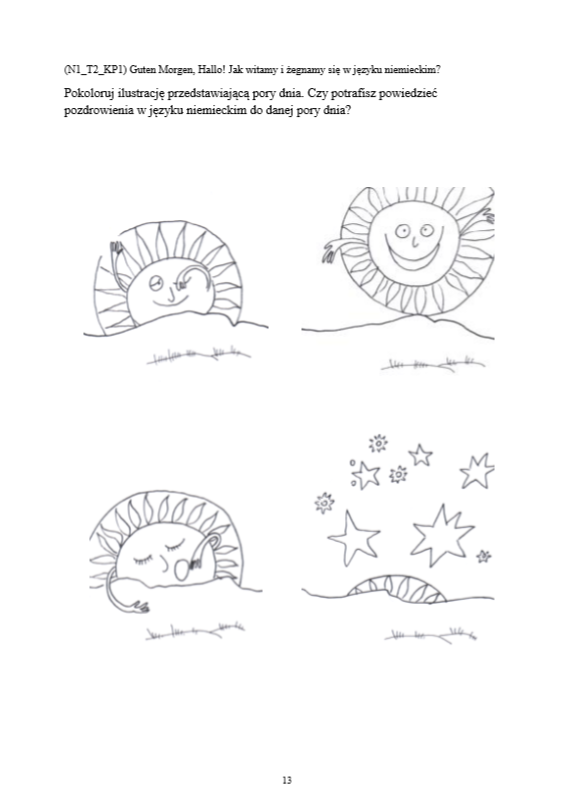 (N1_T2_KP1) Guten Morgen, Hallo! Jak witamy i żegnamy się w języku niemieckim?
Pokoloruj ilustrację przedstawiającą pory dnia. Czy potrafisz powiedzieć
pozdrowienia w języku niemieckim do danej pory dnia?
13